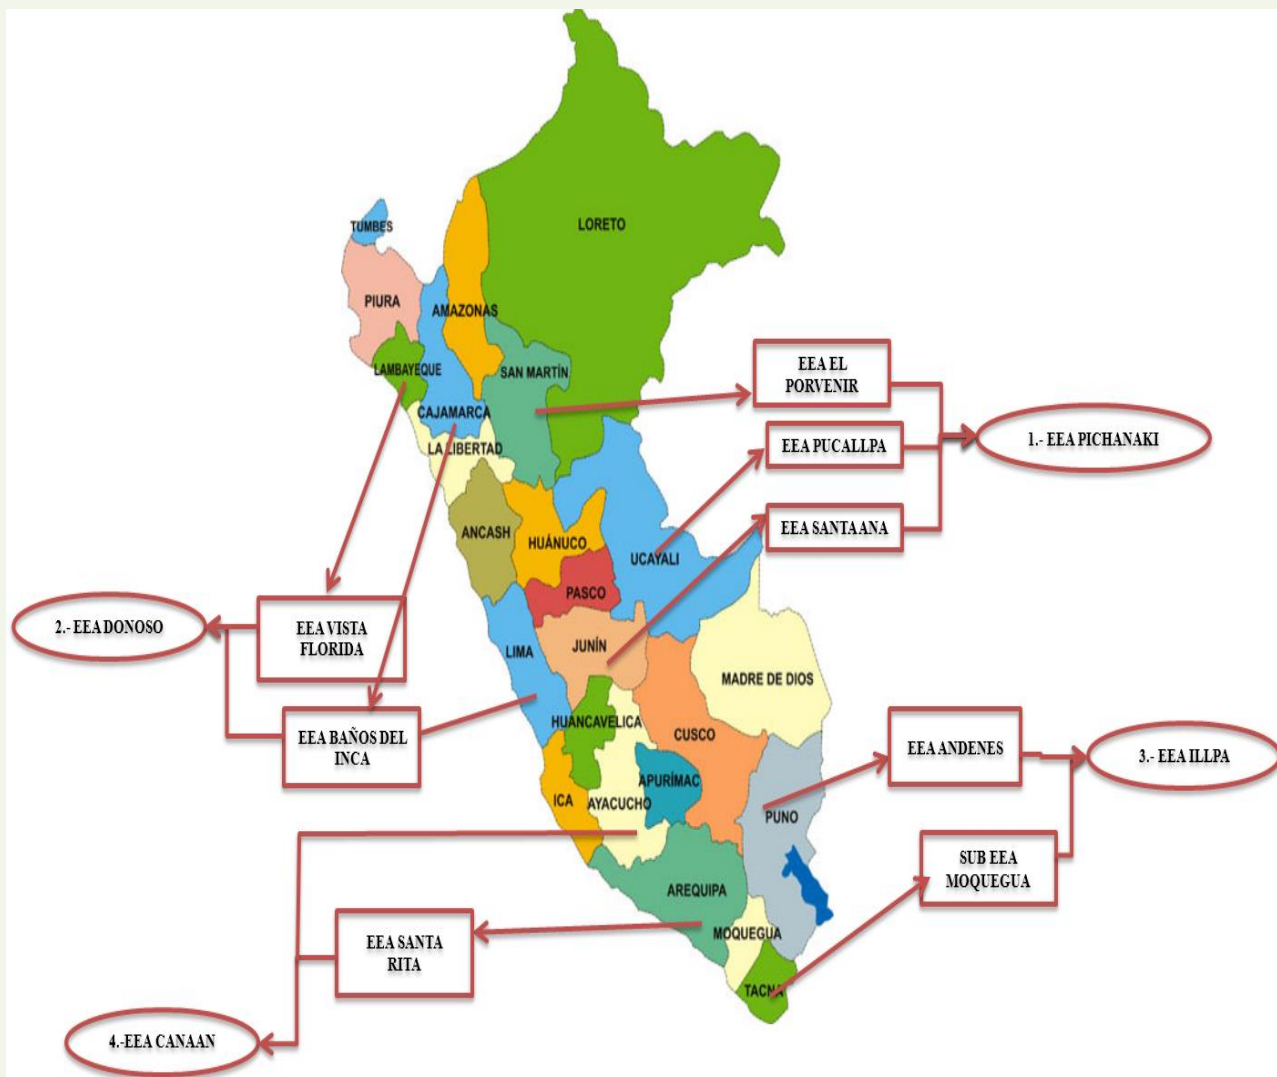 LORETO
TUMBES
PIURA
AMAZONAS
LAMBAYEQUE
SAN MARTÍN
CAJAMARCA
LA LIBERTAD
ANCASH
HUÁNUCO
UCAYALI
PASCO
LIMA
JUNÍN
MADRE DE DIOS
HUANCAVELICA
CUSCO
ICA
AYACUCHO
APURÍMAC
PUNO
AREQUIPA
MOQUEGUA
TACNA
EEA EL
PORVENIR
EEA PUCALLPA
EEA SANTA ANA
1.- EEA PICHANAKI
2.- EEA DONOSO
EEA VISTA
FLORIDA
EEA BAÑOS DEL
INCA
EEA ANDENES
3.- EEA ILLPA
SUB EEA
MOQUEGUA
EEA SANTA
RITA
4.-EEA CANAAN